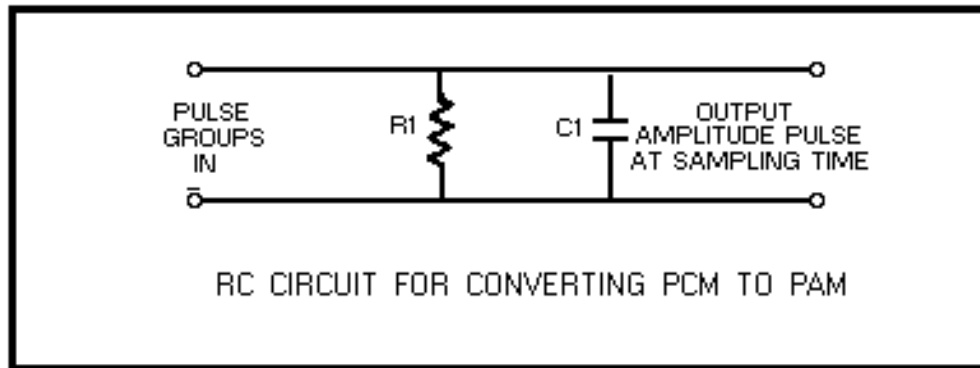 PULSE
GROUPS
IN
R1
C1
OUTPUT
AMPLITUDE PULSE
AT SAMPLING TIME
RC CIRCUIT FOR CONVERTING PCM TO PAM